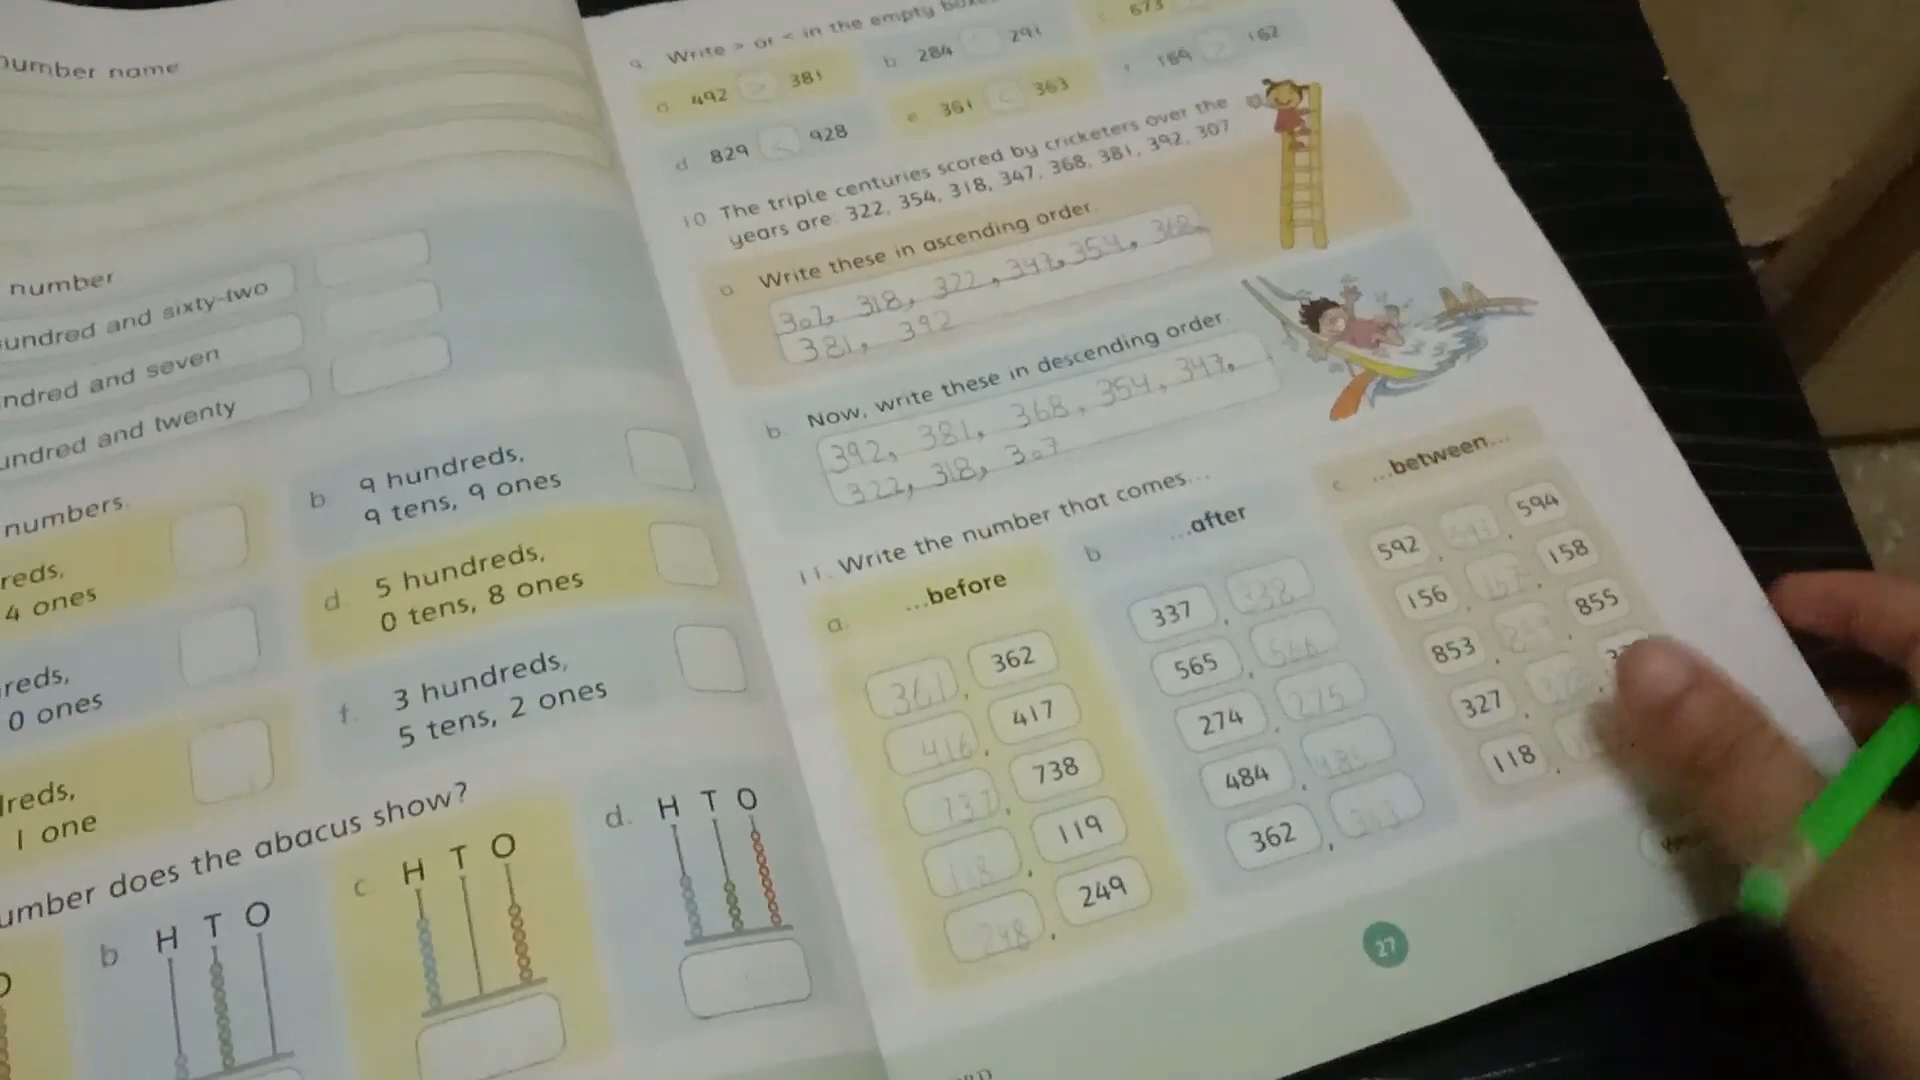 number name
number
undred and sixty-two
ndred and seven
undred and twenty
numbers.
reds,
4 ones
b 9 hundreds,
9 tens, 9 ones
d 5 hundreds,
0 tens, 8 ones
reds,
0 ones
f. 3 hundreds,
5 tens, 2 ones
dreds,
1 one
umber does the abacus show?
b H T O
c. H T O
d. H T O
9 Write > or < in the empty
a 492 > 381
b 284 < 291
c 673
d 829 < 928
e 361 < 363
f 169 > 162
10 The triple centuries scored by cricketers over the
years are: 322, 354, 318, 347, 368, 381, 392, 307
a Write these in ascending order.
307, 318, 322, 347, 354, 368,
381, 392
b. Now, write these in descending order.
392, 381, 368, 354, 347,
322, 318, 307
11. Write the number that comes...
a. ...before
361, 362
416, 417
737, 738
118, 119
248, 249
b ...after
337, 338
565, 566
274, 275
484, 485
362, 363
c ...between...
592, 593, 594
156, 157, 158
853, 855
327,
118,
27